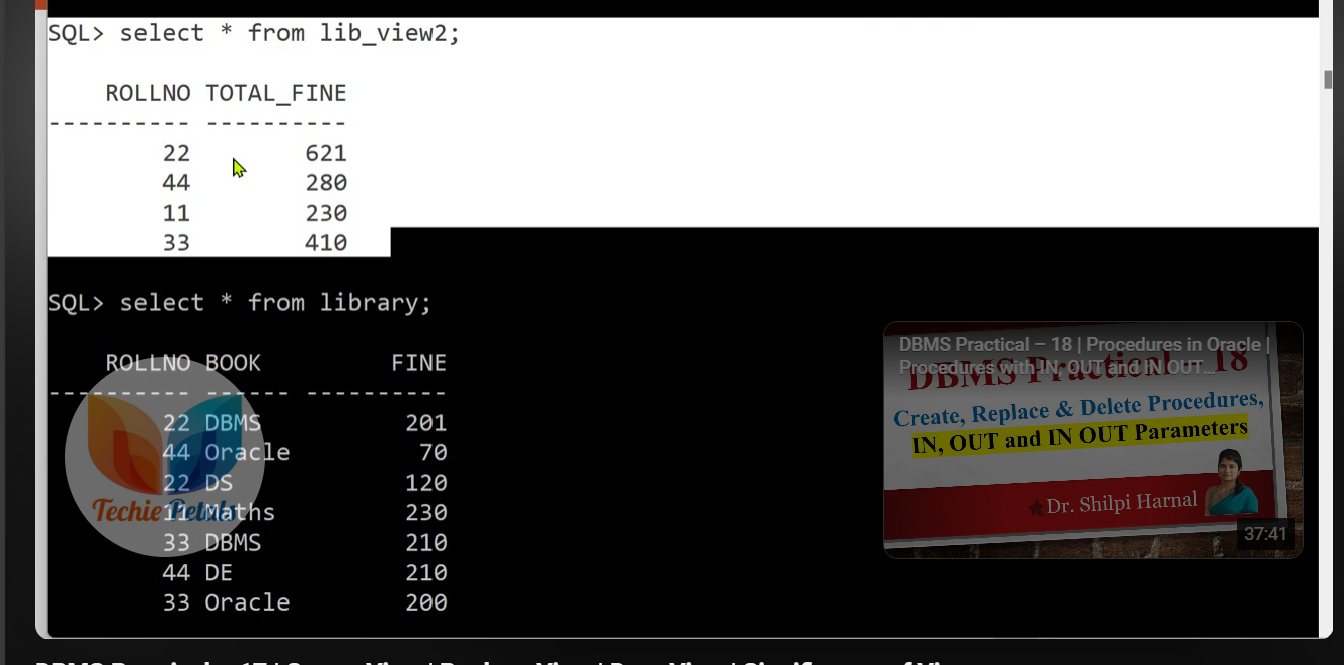 SQL> select * from lib_view2;
ROLLNO TOTAL_FINE
---------- ----------
22 621
44 280
11 230
33 410
SQL> select * from library;
ROLLNO BOOK FINE
---------- ------ ----------
22 DBMS 201
44 Oracle 70
22 DS 120
11 Maths 230
33 DBMS 210
44 DE 210
33 Oracle 200
Techie Petals
DBMS Practical – 18 | Procedures in Oracle |
Procedures with IN, OUT and IN OUT...
DBMS Practical - 18
Create, Replace & Delete Procedures,
IN, OUT and IN OUT Parameters
Dr. Shilpi Harnal
37:41